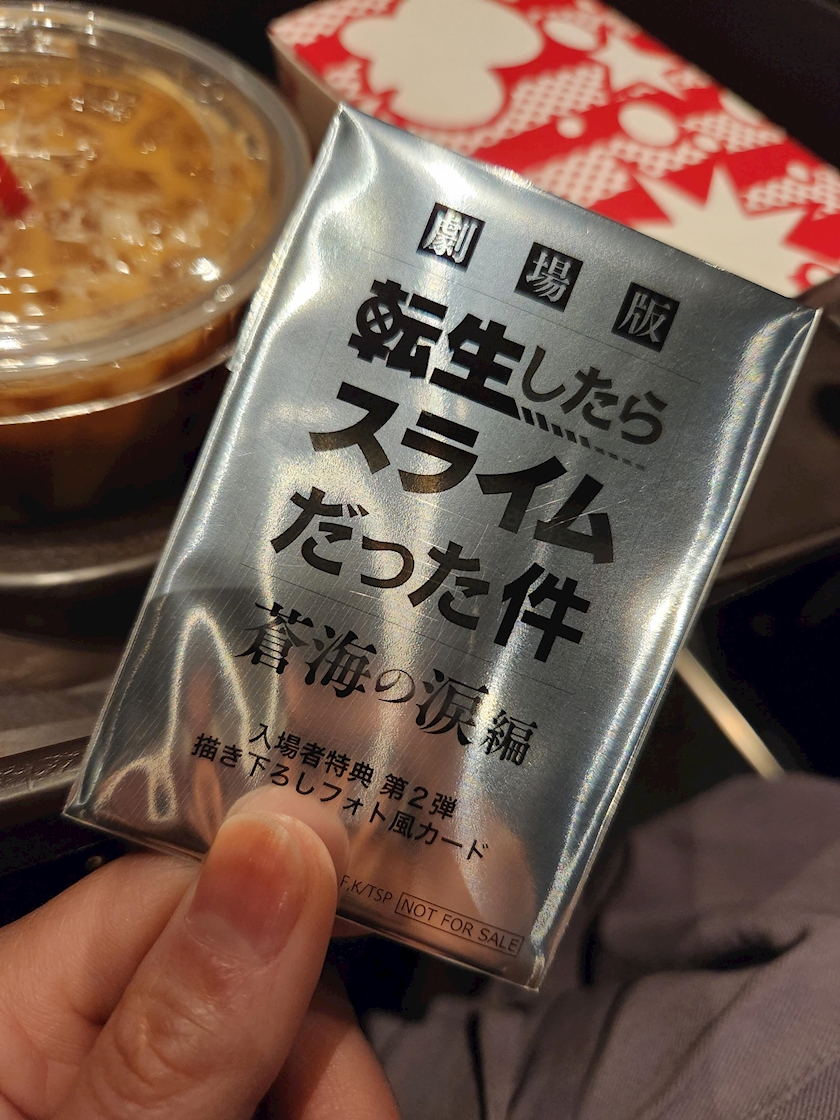 劇場版
転生したら
スライム
だった件
蒼海の涙編
入場者特典 第2弾
描き下ろしフォト風カード
F,K/TSP NOT FOR SALE